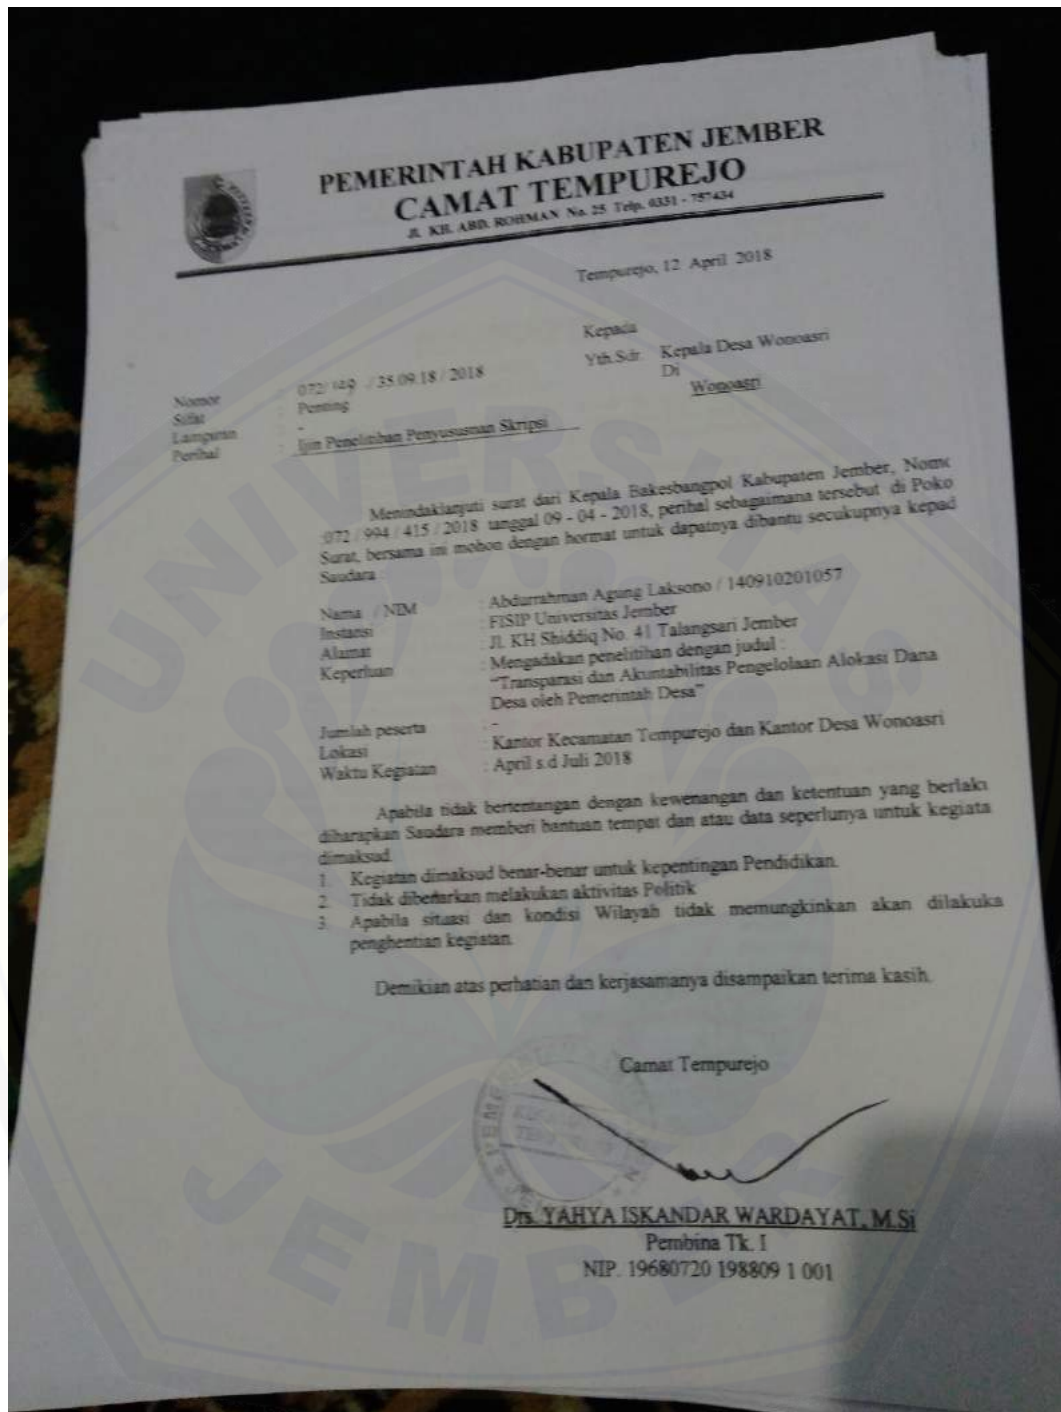 PEMERINTAH KABUPATEN JEMBER
CAMAT TEMPUREJO
Jl. KH. ABD. ROHMAN No. 25 Telp. 0331 - 757434
Tempurejo, 12 April 2018
Kepada
Yth.Sdr. Kepala Desa Wonoasri
Di
Wonoasri
Nomor : 072/ /35.09.18 / 2018
Sifat : Penting
Lampiran : -
Perihal : Ijin Penelitihan Penyususnan Skripsi
Menindaklanjuti surat dari Kepala Bakesbangpol Kabupaten Jember, Nomo
:072 / 994 / 415 / 2018 tanggal 09 - 04 - 2018, perihal sebagaimana tersebut di Poko
Surat, bersama ini mohon dengan hormat untuk dapatnya dibantu secukupnya kepad
Saudara :
Nama / NIM : Abdurrahman Agung Laksono / 140910201057
Instansi : FISIP Universitas Jember
Alamat : Jl. KH Shiddiq No. 41 Talangsari Jember
Keperluan : Mengadakan penelitihan dengan judul :
“Transparasi dan Akuntabilitas Pengelolaan Alokasi Dana
Desa oleh Pemerintah Desa”
Jumlah peserta : -
Lokasi : Kantor Kecamatan Tempurejo dan Kantor Desa Wonoasri
Waktu Kegiatan : April s.d Juli 2018
Apabila tidak bertentangan dengan kewenangan dan ketentuan yang berlaku
diharapkan Saudara memberi bantuan tempat dan atau data seperlunya untuk kegiata
dimaksud.
1. Kegiatan dimaksud benar-benar untuk kepentingan Pendidikan.
2. Tidak dibenarkan melakukan aktivitas Politik
3. Apabila situasi dan kondisi Wilayah tidak memungkinkan akan dilakuka
penghentian kegiatan.
Demikian atas perhatian dan kerjasamanya disampaikan terima kasih.
Camat Tempurejo
Drs. YAHYA ISKANDAR WARDAYAT, M.Si
Pembina Tk. I
NIP. 19680720 198809 1 001
UNIVERSITAS
JEMBER